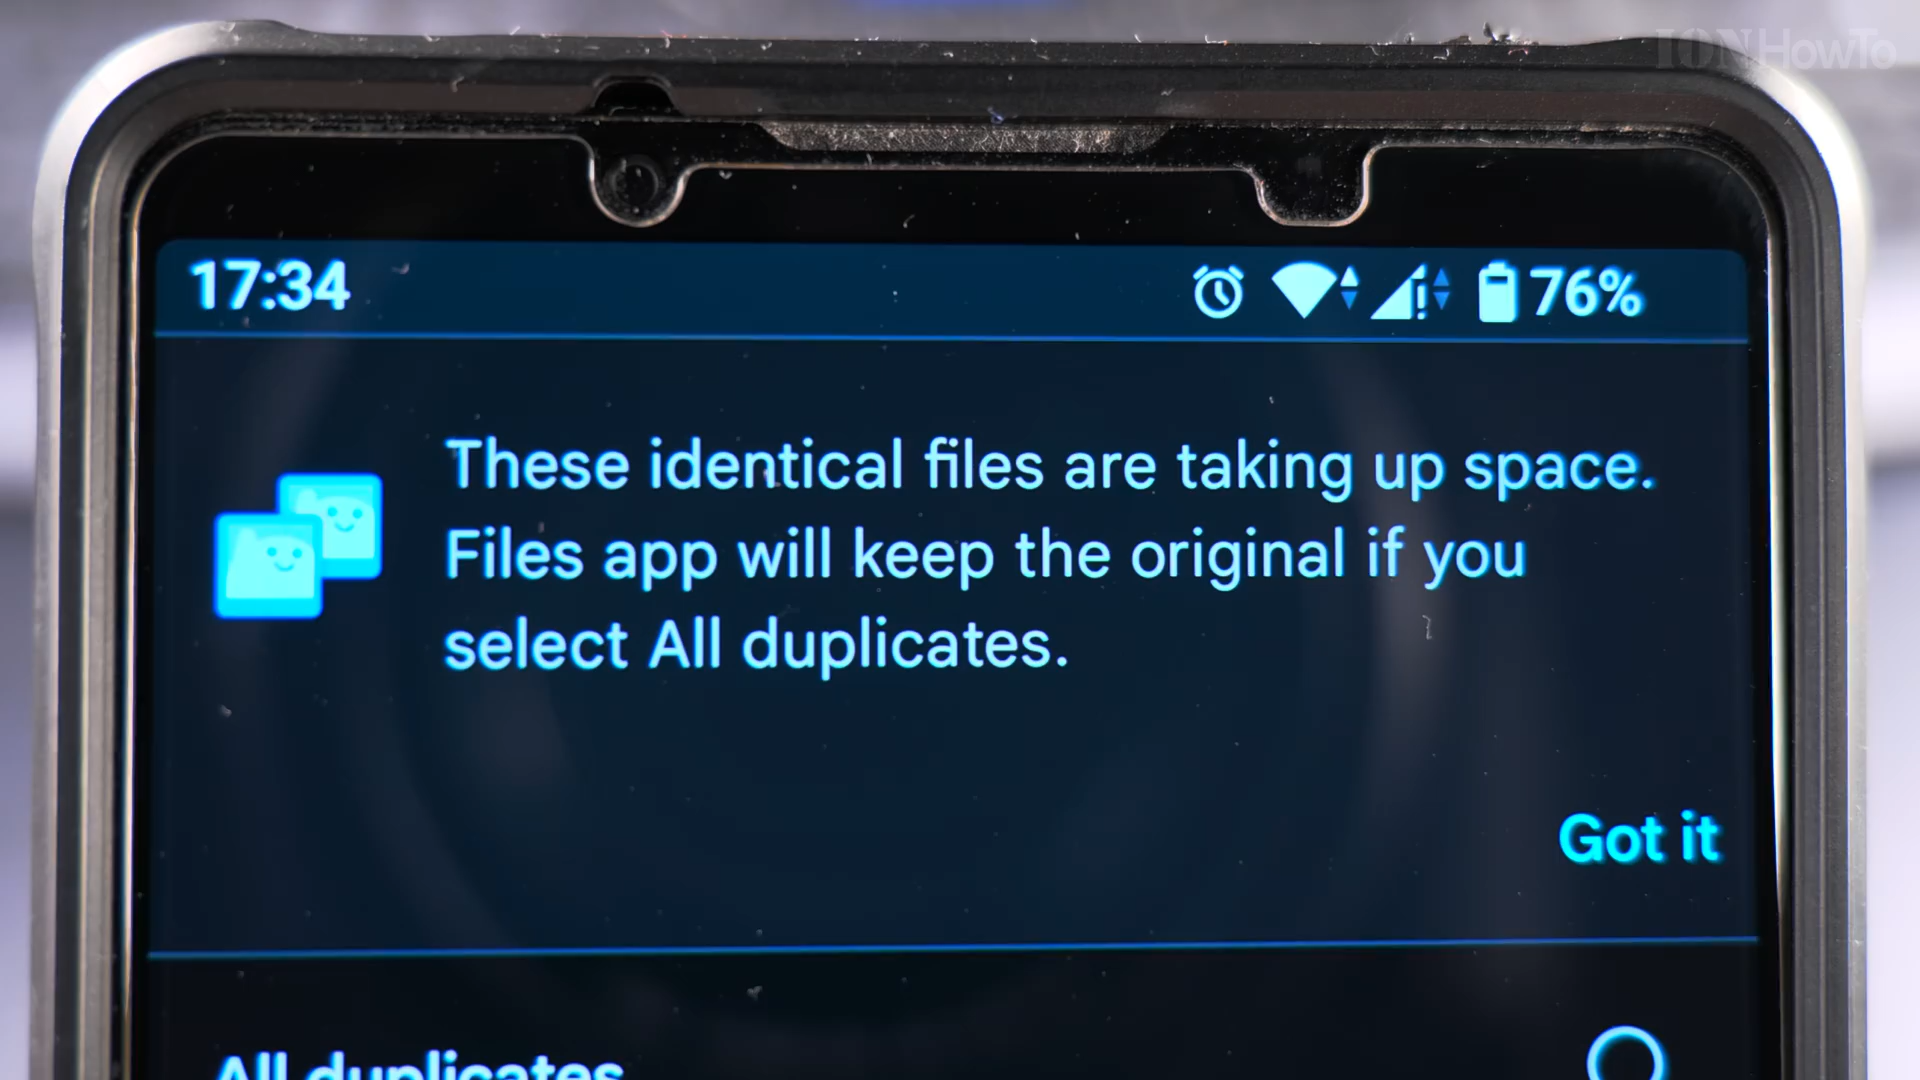 IONHowTo
17:34 76%
These identical files are taking up space.
Files app will keep the original if you
select All duplicates.
Got it
All duplicates